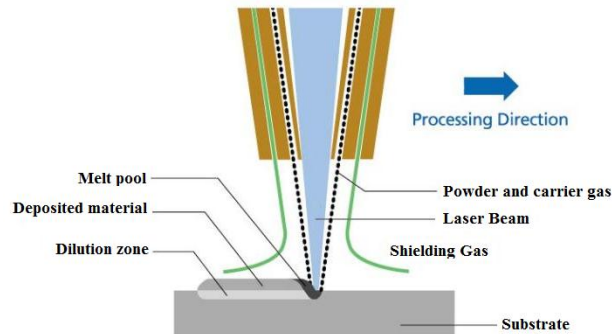 Processing Direction
Melt pool
Deposited material
Dilution zone
Powder and carrier gas
Laser Beam
Shielding Gas
Substrate